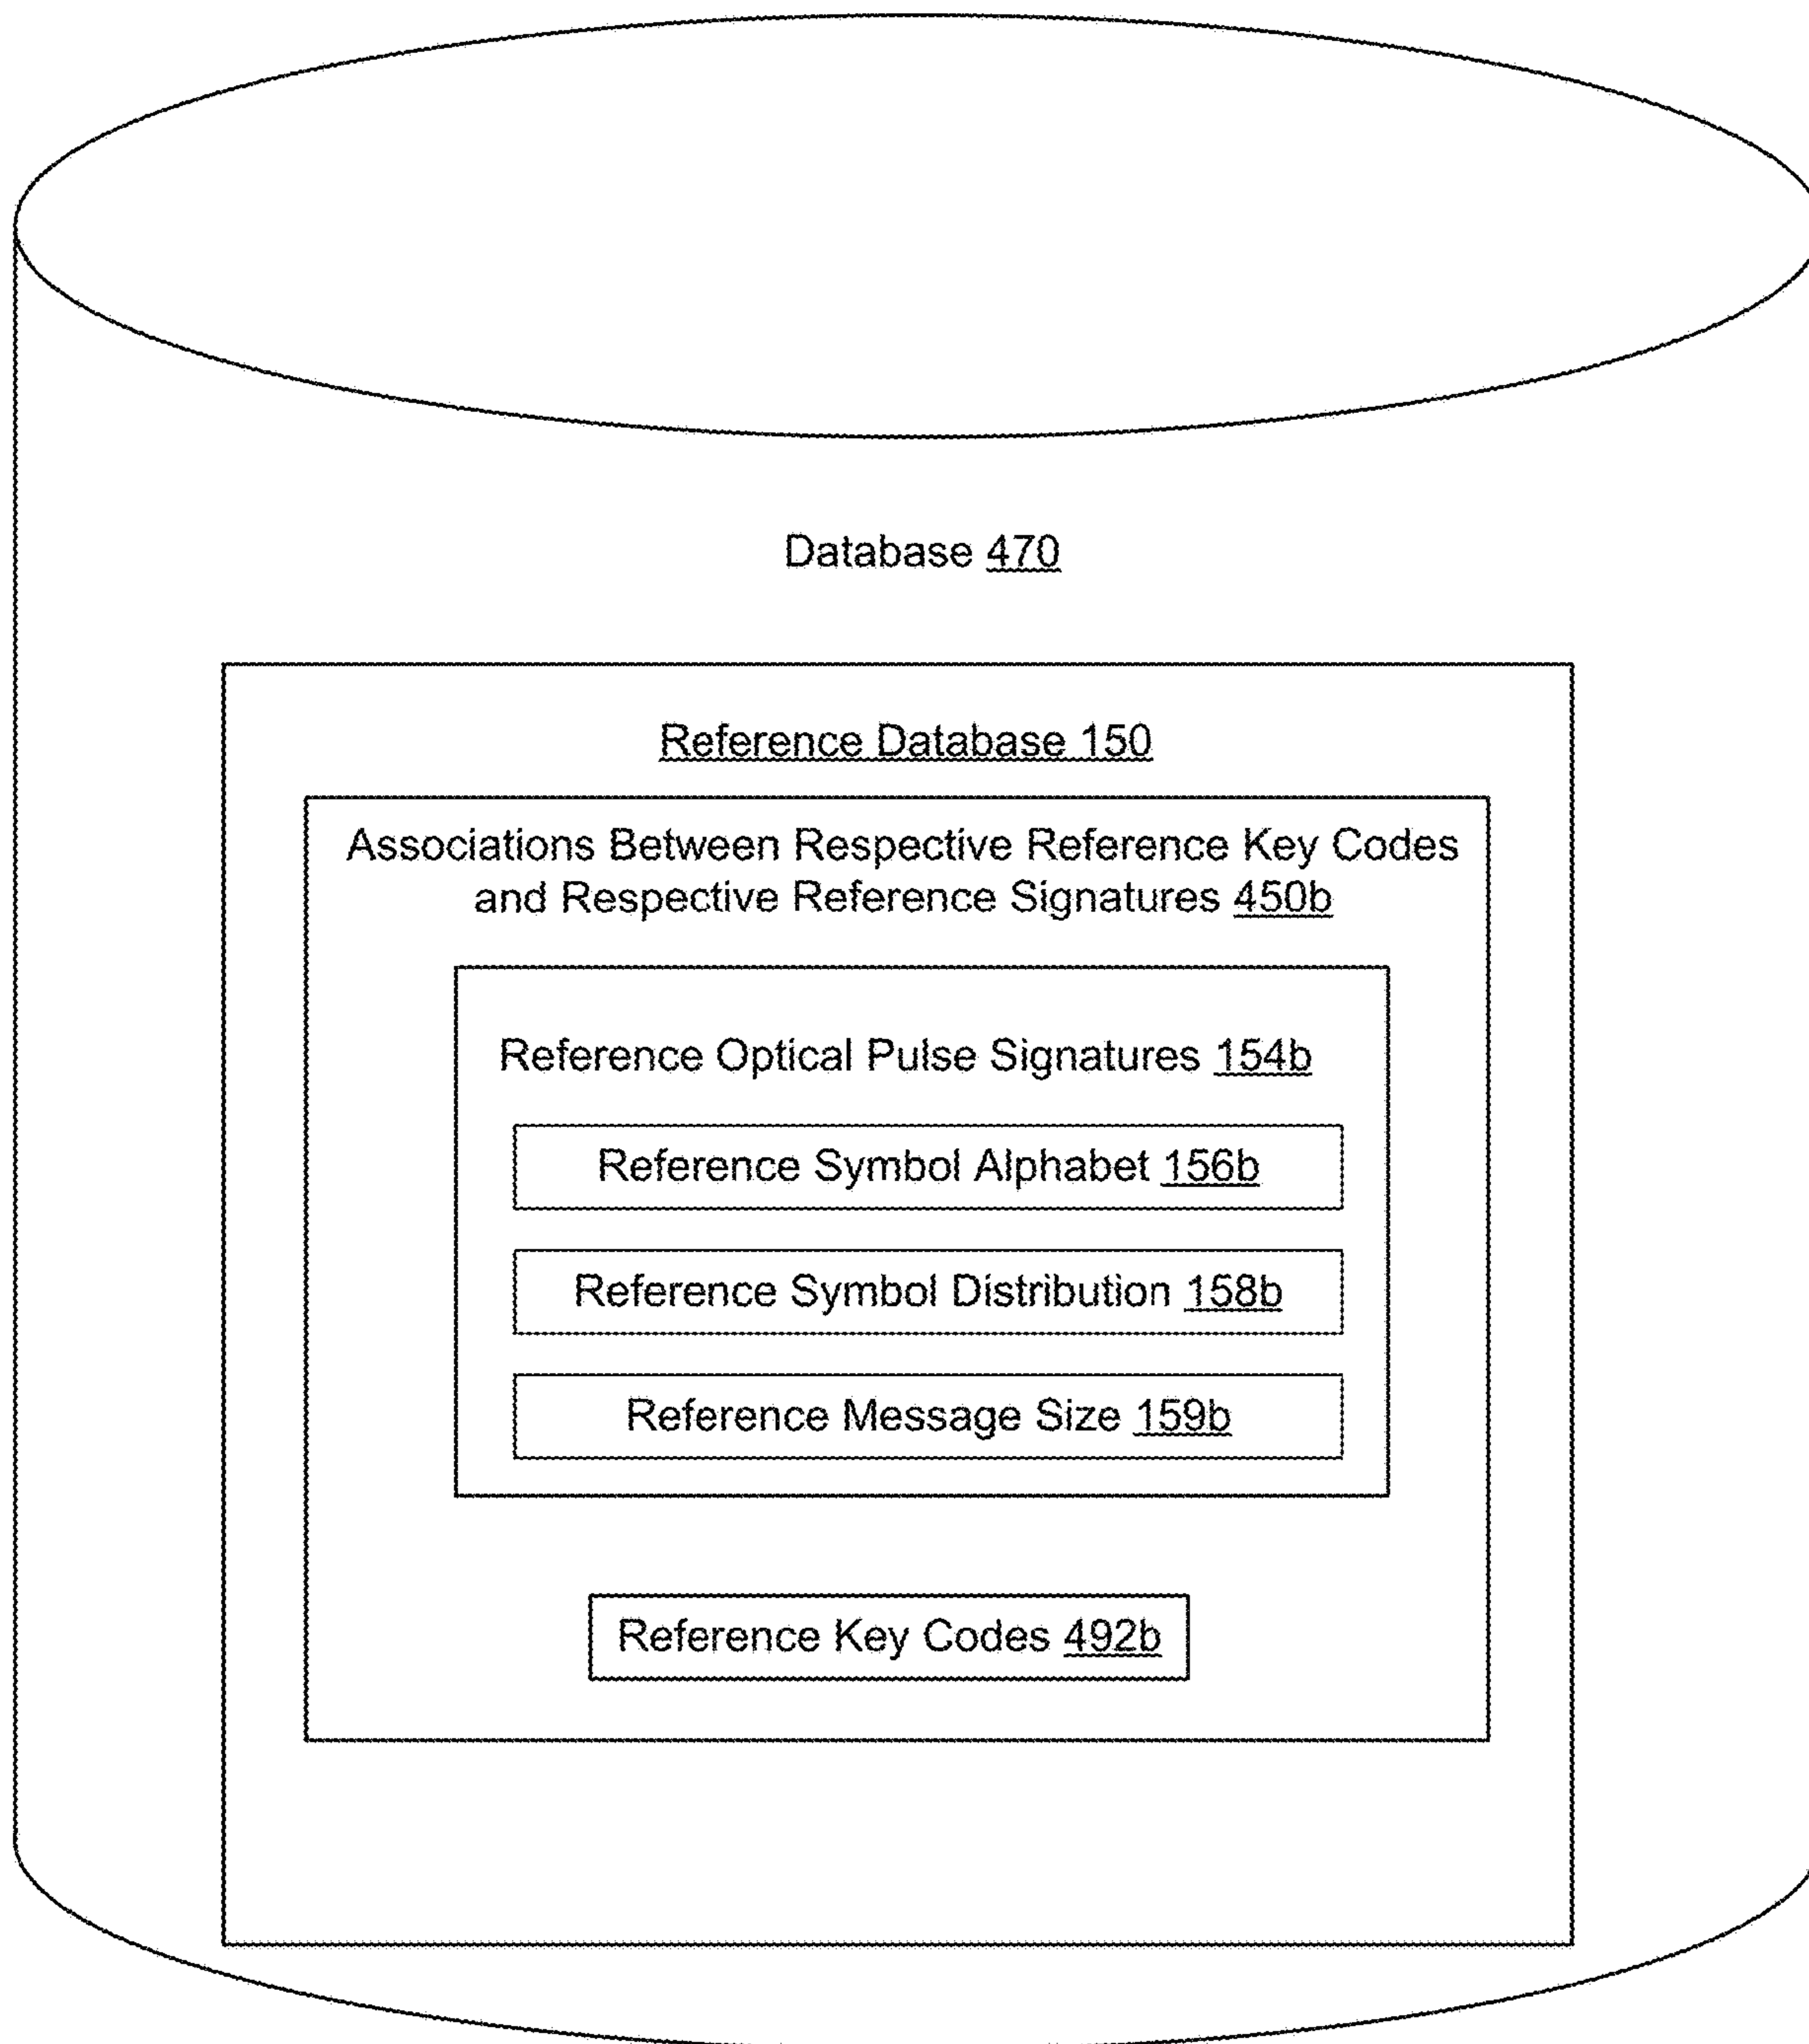 Database 470
Reference Database 150
Associations Between Respective Reference Key Codes
and Respective Reference Signatures 450b
Reference Optical Pulse Signatures 154b
Reference Symbol Alphabet 156b
Reference Symbol Distribution 158b
Reference Message Size 159b
Reference Key Codes 492b